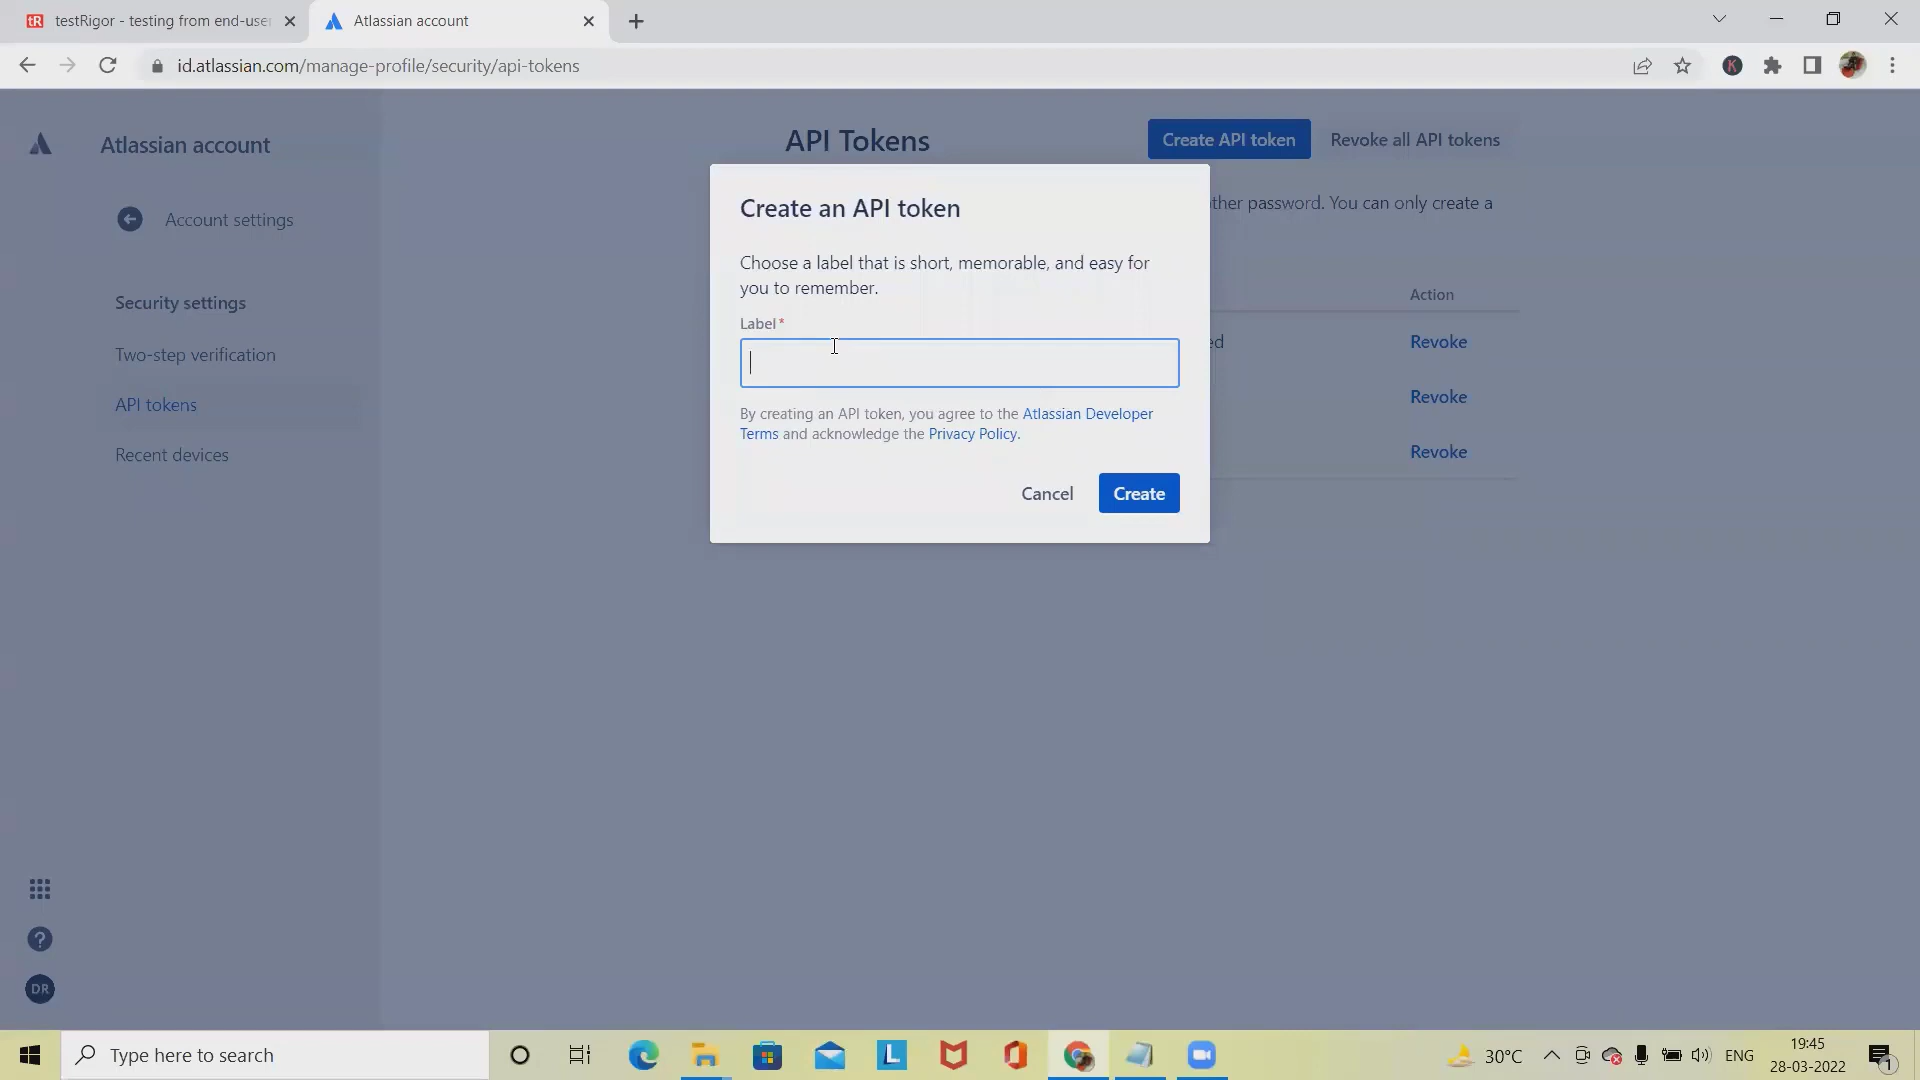 testRigor - testing from end-use
Atlassian account
id.atlassian.com/manage-profile/security/api-tokens
Atlassian account
API Tokens
Create API token
Revoke all API tokens
Account settings
ther password. You can only create a
Create an API token
Choose a label that is short, memorable, and easy for
you to remember.
Security settings
Action
Label*
ed
Revoke
Two-step verification
API tokens
Revoke
By creating an API token, you agree to the Atlassian Developer
Terms and acknowledge the Privacy Policy.
Recent devices
Revoke
Cancel
Create
DR
Type here to search
30°C
ENG
19:45
28-03-2022
1